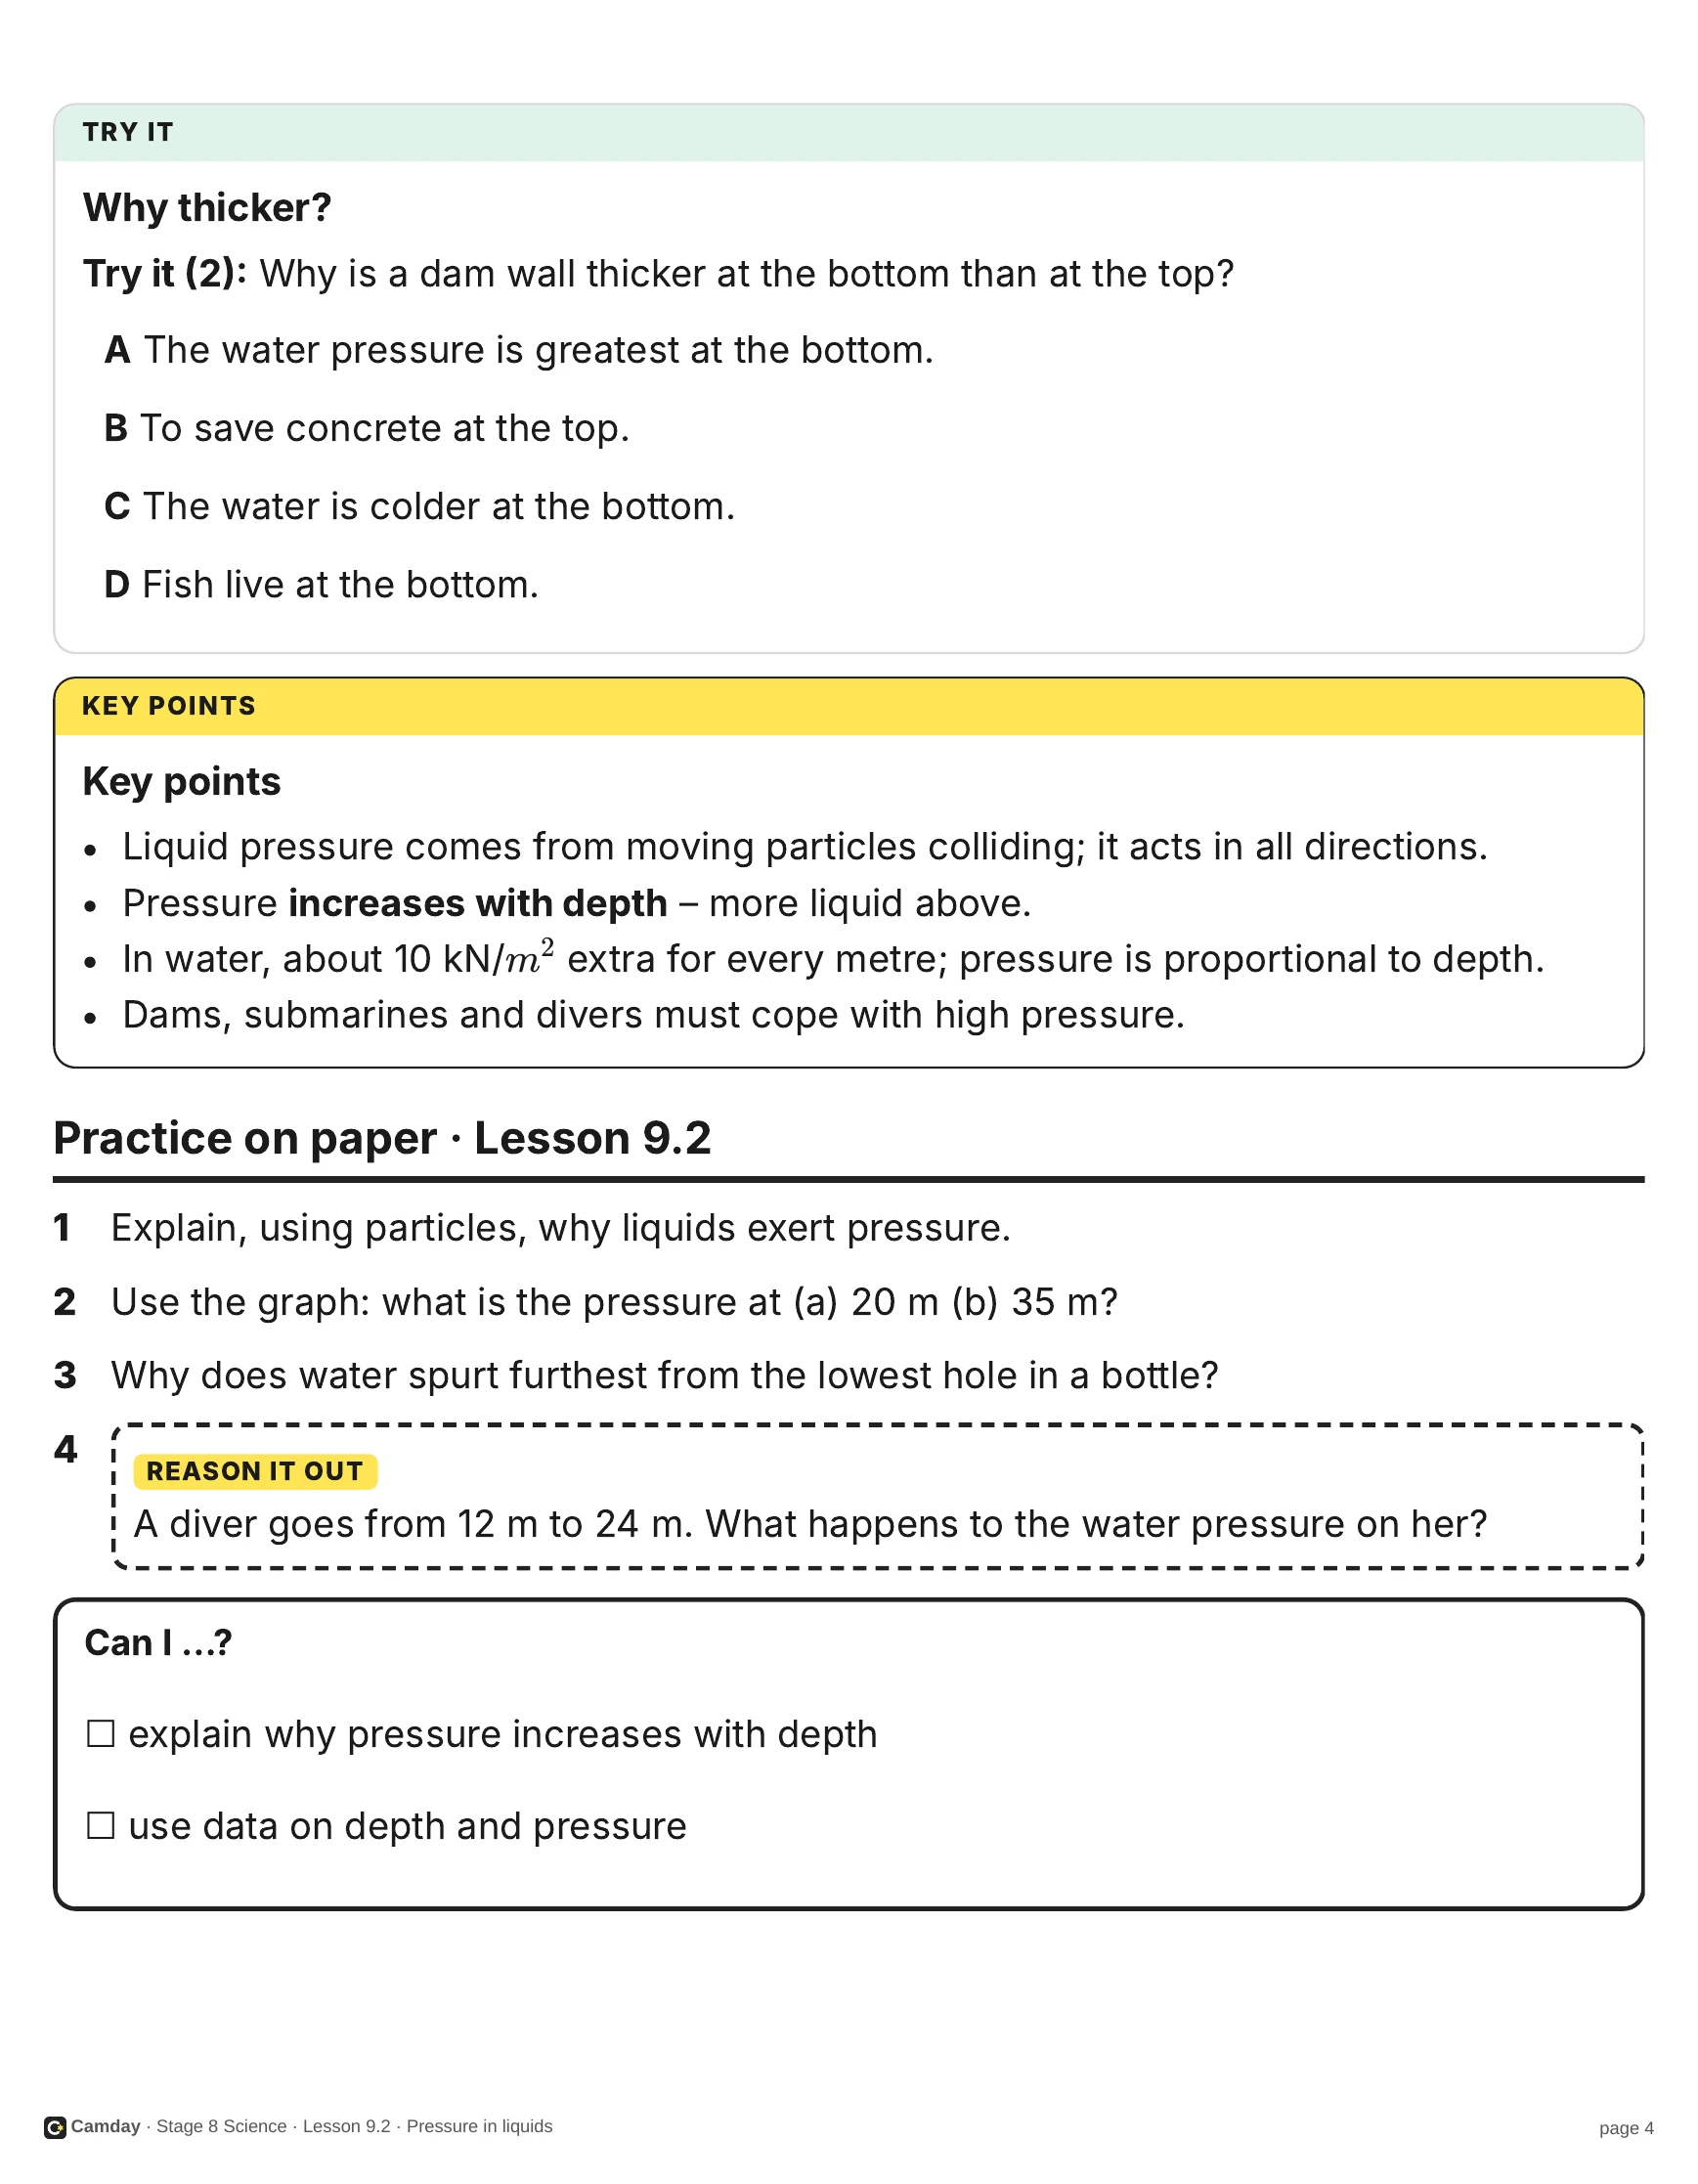 TRY IT
Why thicker?
Try it (2): Why is a dam wall thicker at the bottom than at the top?
A The water pressure is greatest at the bottom.
B To save concrete at the top.
C The water is colder at the bottom.
D Fish live at the bottom.
KEY POINTS
Key points
• Liquid pressure comes from moving particles colliding; it acts in all directions.
• Pressure increases with depth – more liquid above.
• In water, about 10 kN/m² extra for every metre; pressure is proportional to depth.
• Dams, submarines and divers must cope with high pressure.
Practice on paper · Lesson 9.2
1 Explain, using particles, why liquids exert pressure.
2 Use the graph: what is the pressure at (a) 20 m (b) 35 m?
3 Why does water spurt furthest from the lowest hole in a bottle?
4 REASON IT OUT
A diver goes from 12 m to 24 m. What happens to the water pressure on her?
Can I ...?
☐ explain why pressure increases with depth
☐ use data on depth and pressure
Camday · Stage 8 Science · Lesson 9.2 · Pressure in liquids
page 4